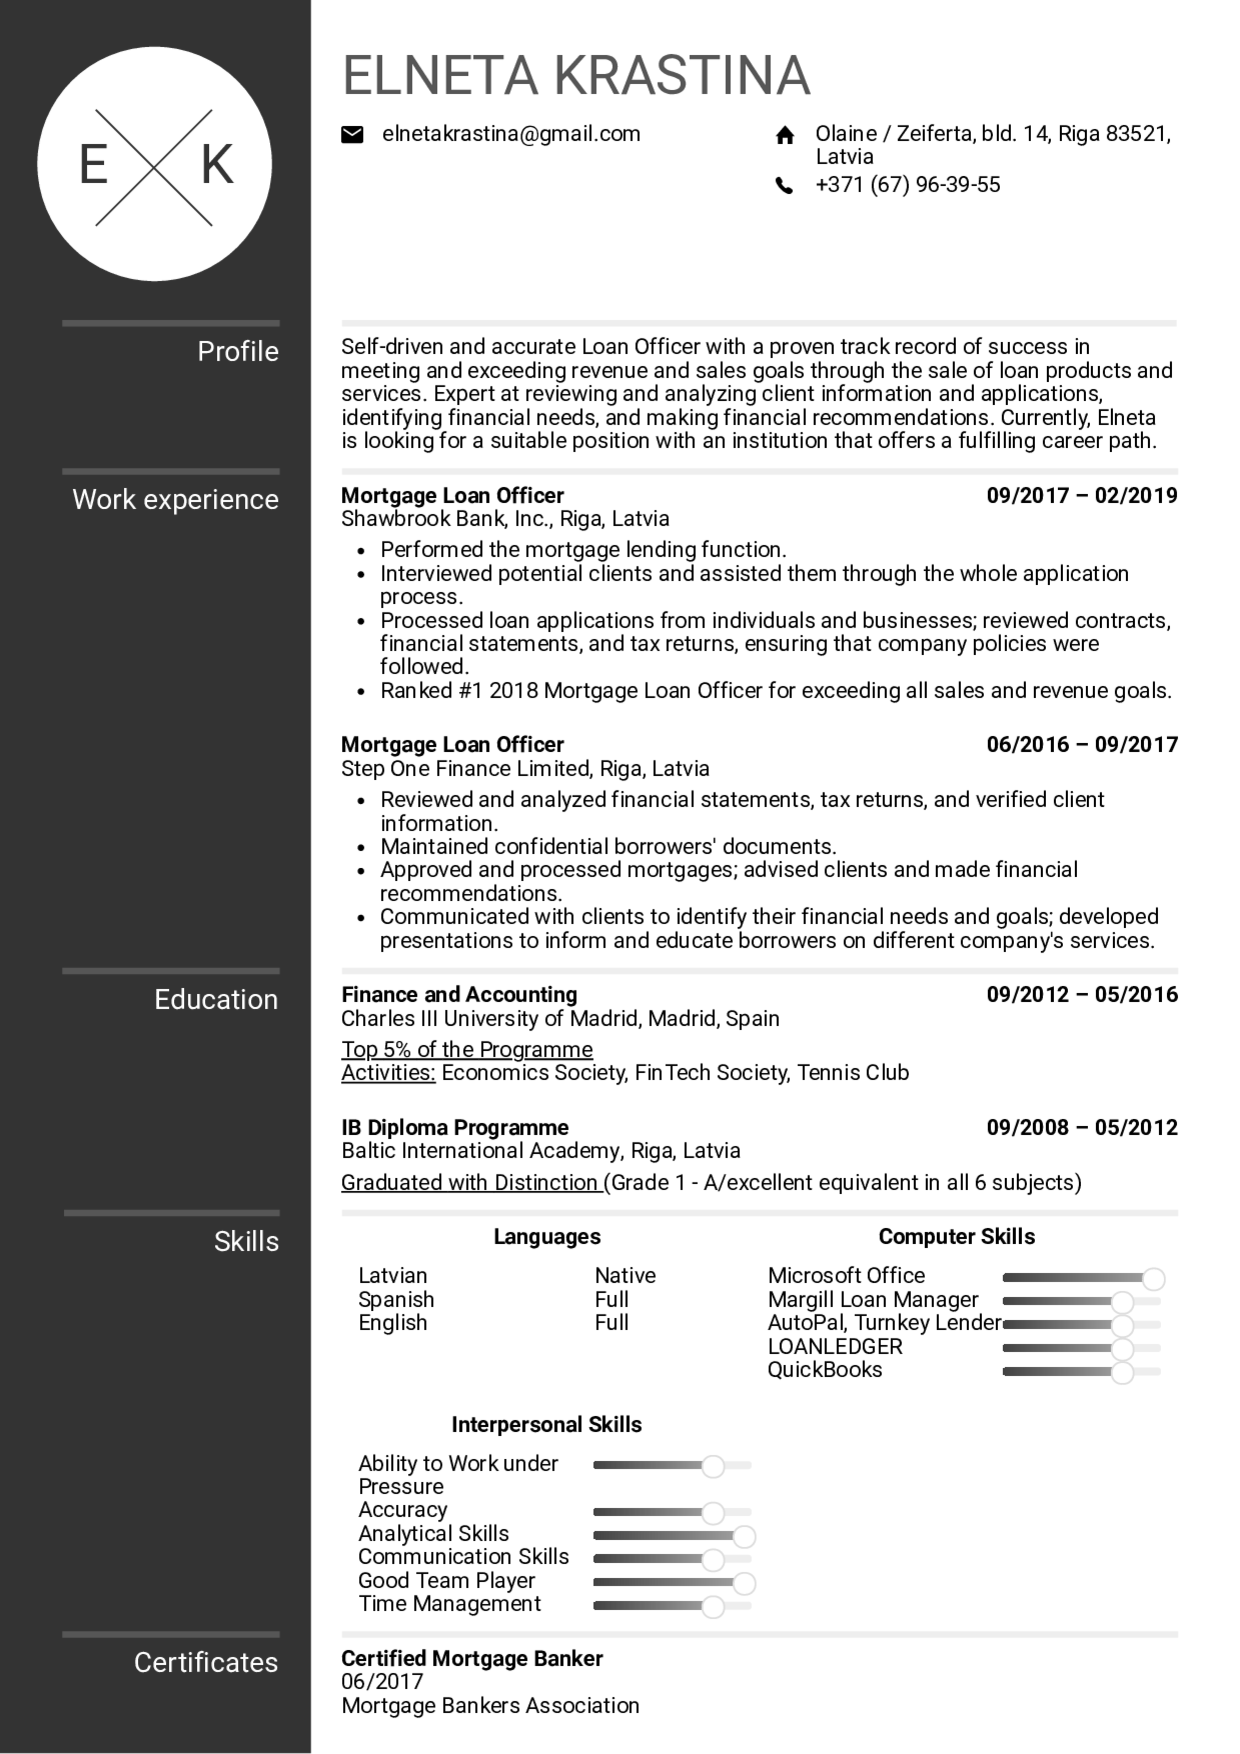 E K
ELNETA KRASTINA
elnetakrastina@gmail.com
Olaine / Zeiferta, bld. 14, Riga 83521,
Latvia
+371 (67) 96-39-55
Profile
Self-driven and accurate Loan Officer with a proven track record of success in
meeting and exceeding revenue and sales goals through the sale of loan products and
services. Expert at reviewing and analyzing client information and applications,
identifying financial needs, and making financial recommendations. Currently, Elneta
is looking for a suitable position with an institution that offers a fulfilling career path.
Work experience
Mortgage Loan Officer 09/2017 – 02/2019
Shawbrook Bank, Inc., Riga, Latvia
• Performed the mortgage lending function.
• Interviewed potential clients and assisted them through the whole application
process.
• Processed loan applications from individuals and businesses; reviewed contracts,
financial statements, and tax returns, ensuring that company policies were
followed.
• Ranked #1 2018 Mortgage Loan Officer for exceeding all sales and revenue goals.
Mortgage Loan Officer 06/2016 – 09/2017
Step One Finance Limited, Riga, Latvia
• Reviewed and analyzed financial statements, tax returns, and verified client
information.
• Maintained confidential borrowers' documents.
• Approved and processed mortgages; advised clients and made financial
recommendations.
• Communicated with clients to identify their financial needs and goals; developed
presentations to inform and educate borrowers on different company's services.
Education
Finance and Accounting 09/2012 – 05/2016
Charles III University of Madrid, Madrid, Spain
Top 5% of the Programme
Activities: Economics Society, FinTech Society, Tennis Club
IB Diploma Programme 09/2008 – 05/2012
Baltic International Academy, Riga, Latvia
Graduated with Distinction (Grade 1 - A/excellent equivalent in all 6 subjects)
Skills
Languages
Latvian Native
Spanish Full
English Full
Computer Skills
Microsoft Office
Margill Loan Manager
AutoPal, Turnkey Lender
LOANLEDGER
QuickBooks
Interpersonal Skills
Ability to Work under
Pressure
Accuracy
Analytical Skills
Communication Skills
Good Team Player
Time Management
Certificates
Certified Mortgage Banker
06/2017
Mortgage Bankers Association